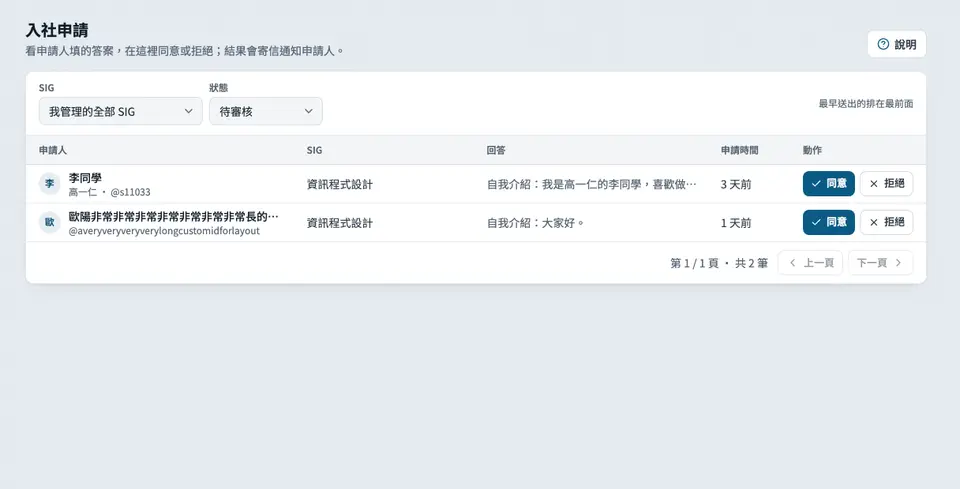 入社申請
看申請人填的答案，在這裡同意或拒絕；結果會寄信通知申請人。
說明
SIG
狀態
我管理的全部 SIG
待審核
最早送出的排在最前面
申請人
SIG
回答
申請時間
動作
李
李同學
高一仁 · @s11033
資訊程式設計
自我介紹：我是高一仁的李同學，喜歡做…
3 天前
同意
拒絕
歐
歐陽非常非常非常非常非常非常非常長的…
@averyveryveryverylongcustomidforlayout
資訊程式設計
自我介紹：大家好。
1 天前
同意
拒絕
第 1 / 1 頁 · 共 2 筆
上一頁
下一頁